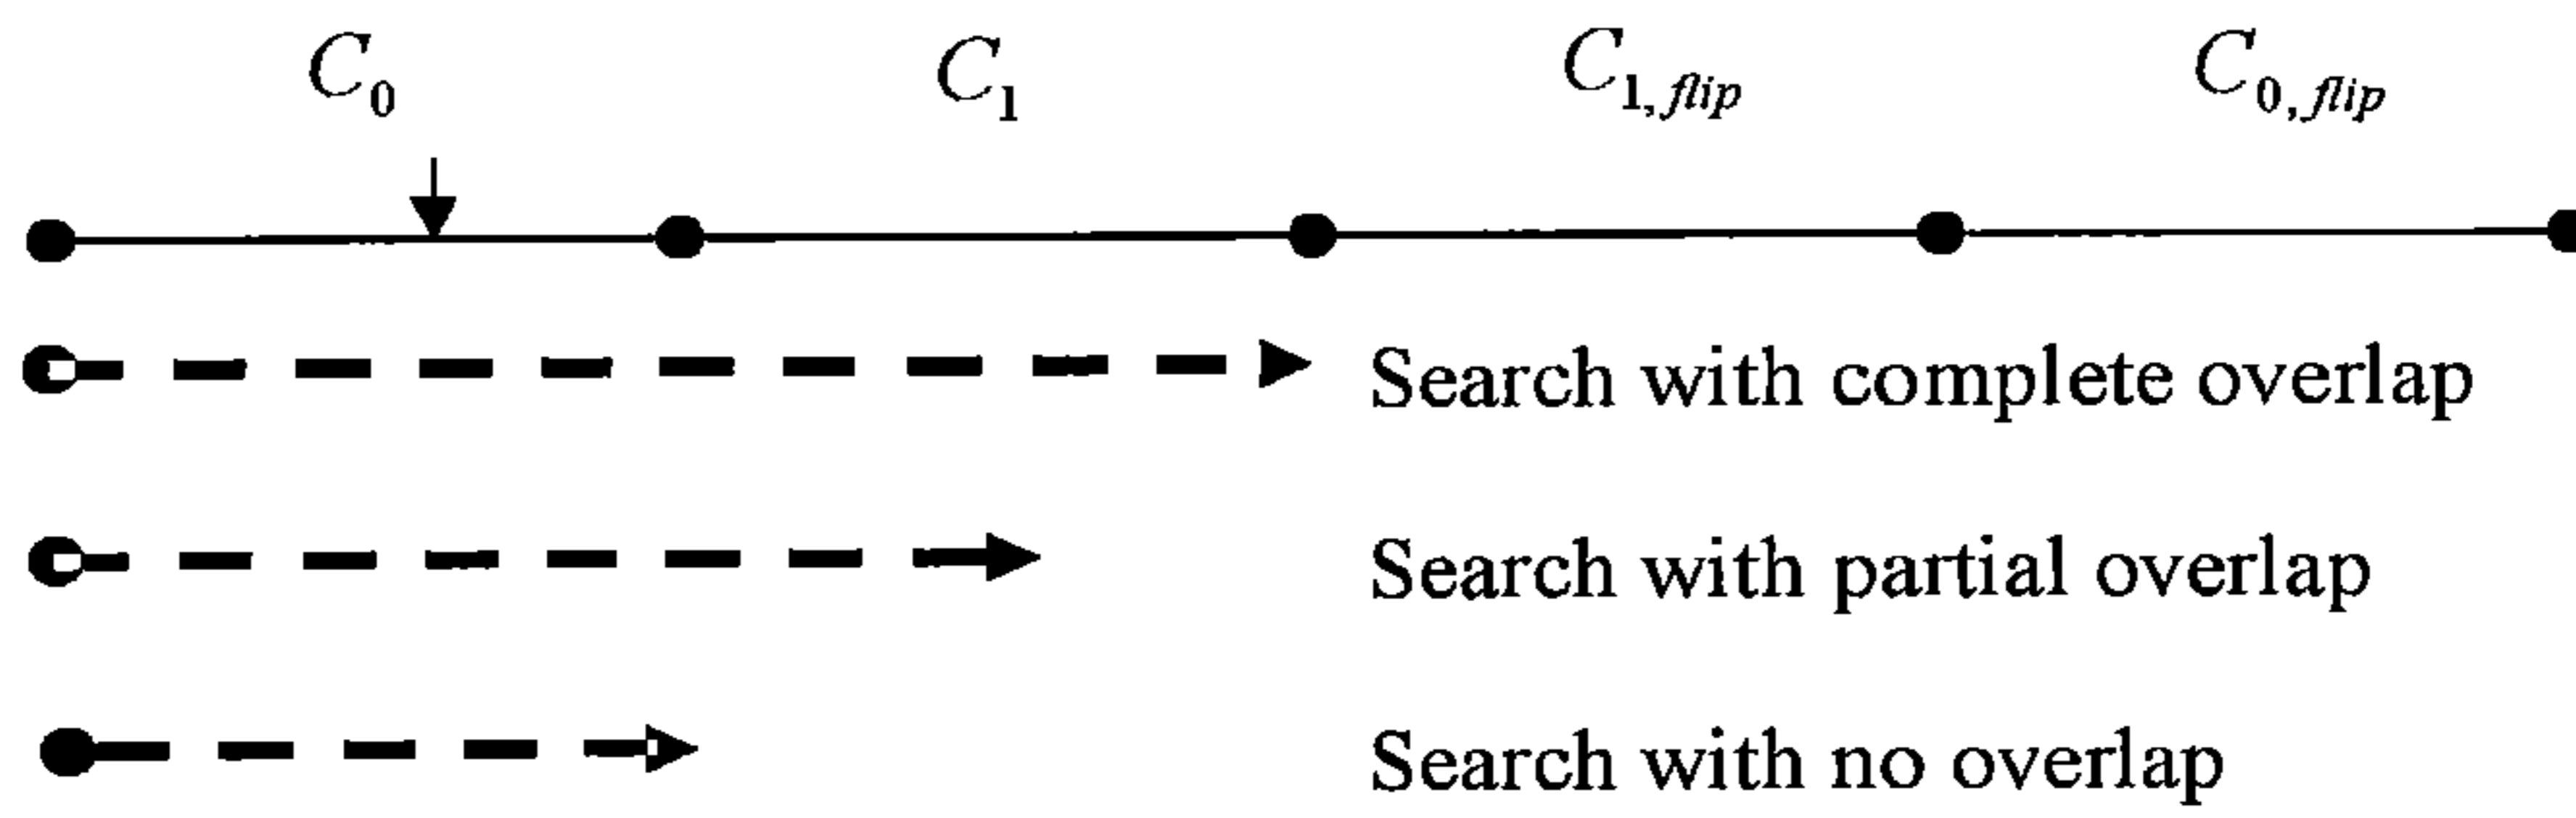 C₀ C₁ C₁,flip C₀,flip
Search with complete overlap
Search with partial overlap
Search with no overlap